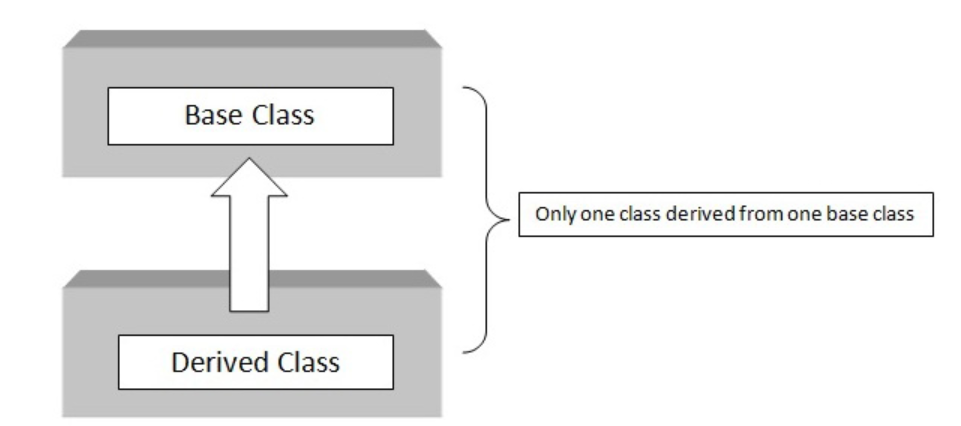 Base Class
Only one class derived from one base class
Derived Class